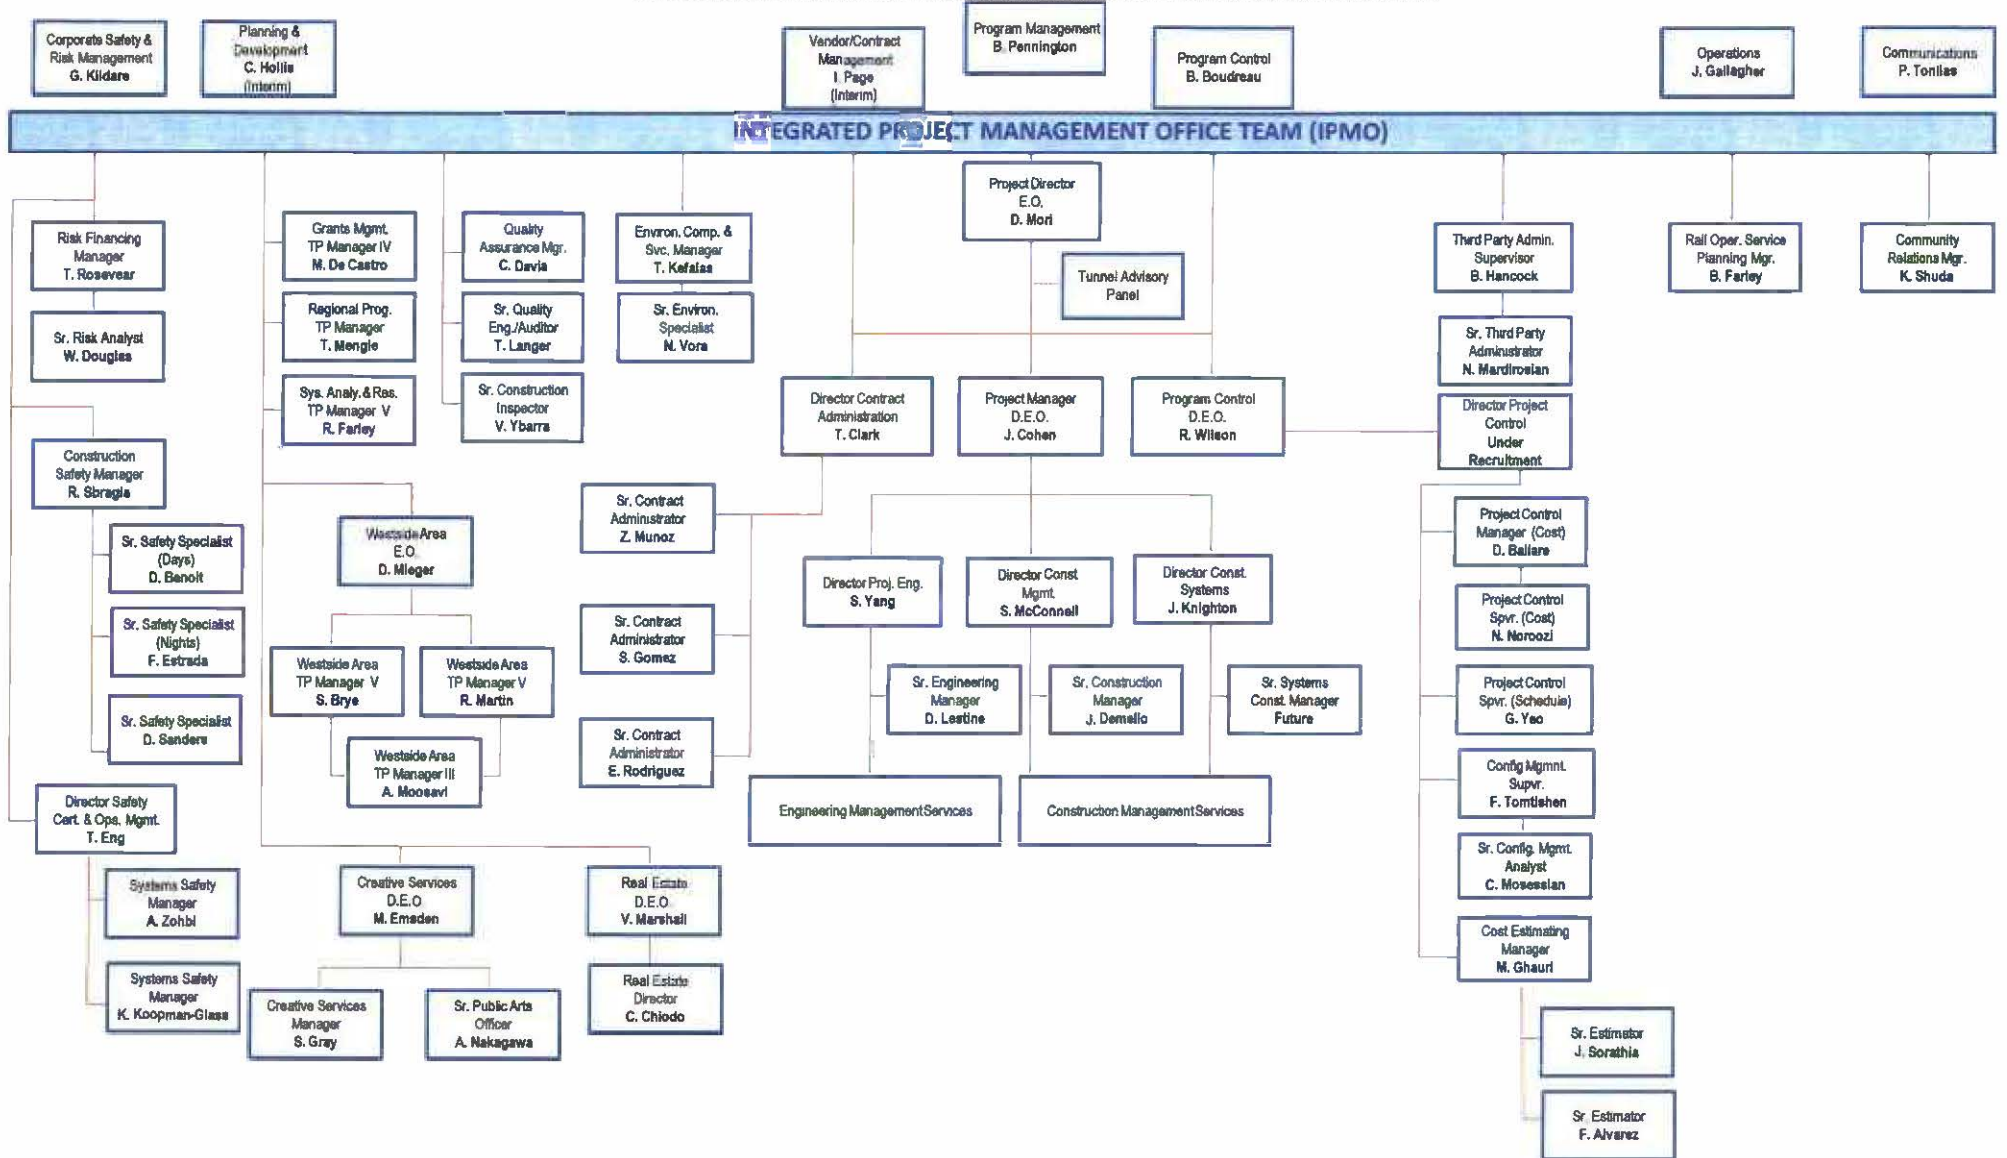 Corporate Safety &
Risk Management
G. Kildare
Planning &
Development
C. Hollis
(Interim)
Vendor/Contract
Management
I. Page
(Interim)
Program Management
B. Pennington
Program Control
B. Boudreau
Operations
J. Gallagher
Communications
P. Tonilas
INTEGRATED PROJECT MANAGEMENT OFFICE TEAM (IPMO)
Project Director
E.O.
D. Mori
Tunnel Advisory
Panel
Risk Financing
Manager
T. Rosevear
Sr. Risk Analyst
W. Douglas
Grants Mgmt.
TP Manager IV
M. De Castro
Regional Prog.
TP Manager
T. Mengle
Sys. Analy. & Res.
TP Manager V
R. Farley
Quality
Assurance Mgr.
C. Davis
Sr. Quality
Eng./Auditor
T. Langer
Sr. Construction
Inspector
V. Ybarra
Environ. Comp. &
Svc. Manager
T. Kefalas
Sr. Environ.
Specialist
N. Vora
Third Party Admin.
Supervisor
B. Hancock
Sr. Third Party
Administrator
N. Mardirosian
Rail Oper. Service
Planning Mgr.
B. Farley
Community
Relations Mgr.
K. Shuda
Director Contract
Administration
T. Clark
Project Manager
D.E.O.
J. Cohen
Program Control
D.E.O.
R. Wilson
Director Project
Control
Under
Recruitment
Construction
Safety Manager
R. Sbragia
Sr. Safety Specialist
(Days)
D. Benoit
Sr. Safety Specialist
(Nights)
F. Estrada
Sr. Safety Specialist
D. Sanders
Director Safety
Cert. & Ops. Mgmt.
T. Eng
Systems Safety
Manager
A. Zohbi
Systems Safety
Manager
K. Koopman-Glass
Westside Area
E.O.
D. Mieger
Westside Area
TP Manager V
S. Brye
Westside Area
TP Manager V
R. Martin
Westside Area
TP Manager III
A. Moosavi
Creative Services
D.E.O
M. Emsden
Creative Services
Manager
S. Gray
Sr. Public Arts
Officer
A. Nakagawa
Real Estate
D.E.O.
V. Marshall
Real Estate
Director
C. Chiodo
Sr. Contract
Administrator
Z. Munoz
Sr. Contract
Administrator
S. Gomez
Sr. Contract
Administrator
E. Rodriguez
Director Proj. Eng.
S. Yang
Director Const
Mgmt.
S. McConnell
Director Const.
Systems
J. Knighton
Sr. Engineering
Manager
D. Lestine
Sr. Construction
Manager
J. Demello
Sr. Systems
Const. Manager
Future
Engineering Management Services
Construction Management Services
Project Control
Manager (Cost)
D. Ballare
Project Control
Spvr. (Cost)
N. Noroozi
Project Control
Spvr. (Schedule)
G. Yeo
Config Mgmnt.
Supvr.
F. Tomtishen
Sr. Config. Mgmt.
Analyst
C. Mosessian
Cost Estimating
Manager
M. Ghauri
Sr. Estimator
J. Sorathia
Sr. Estimator
F. Alvarez